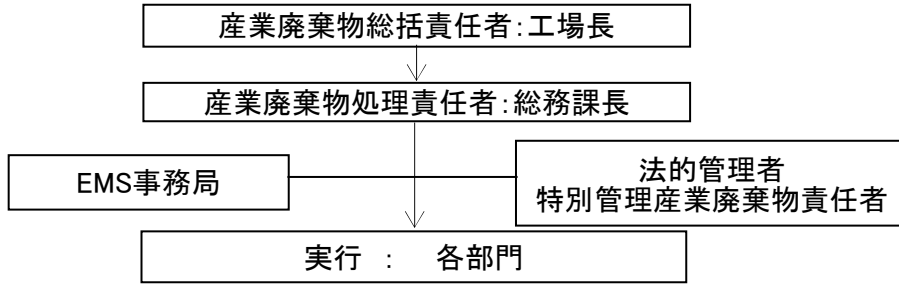 産業廃棄物総括責任者：工場長
産業廃棄物処理責任者：総務課長
EMS事務局
法的管理者
特別管理産業廃棄物責任者
実行　：　各部門